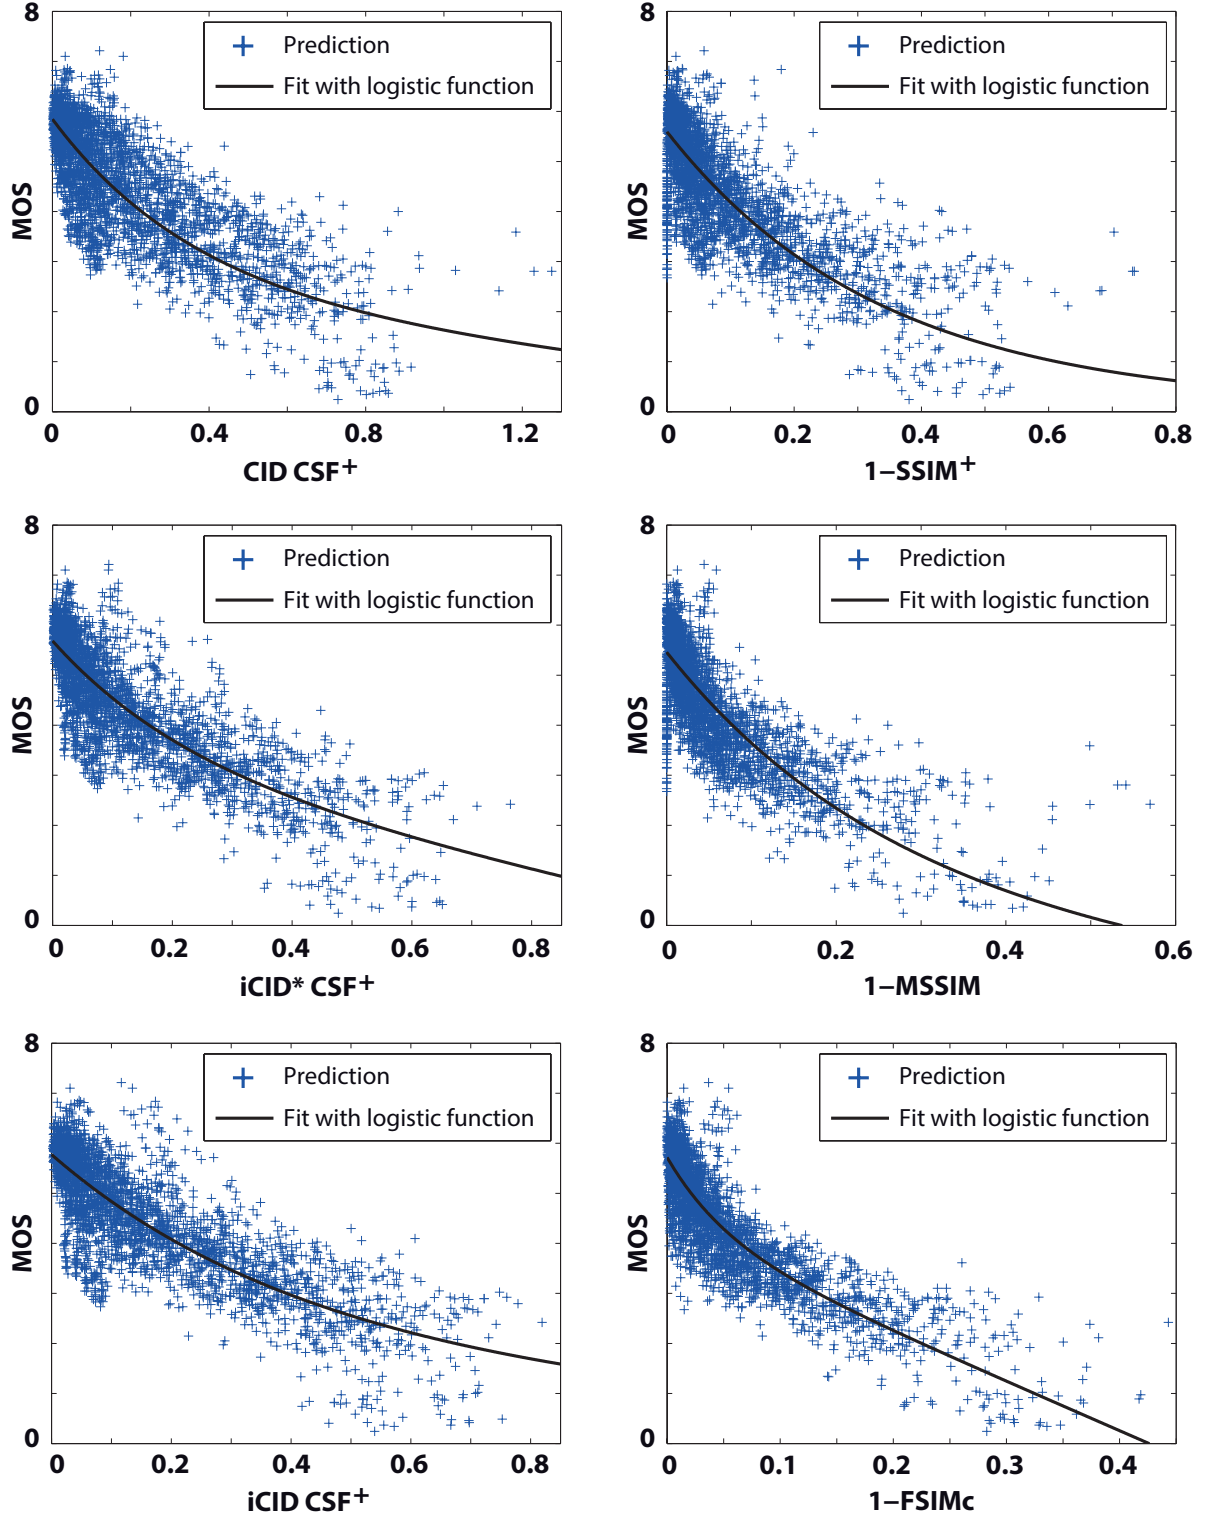 8
Prediction
Fit with logistic function
MOS
0
0 0.4 0.8 1.2
CID CSF+
8
Prediction
Fit with logistic function
MOS
0
0 0.2 0.4 0.6 0.8
1–SSIM+
8
Prediction
Fit with logistic function
MOS
0
0 0.2 0.4 0.6 0.8
iCID* CSF+
8
Prediction
Fit with logistic function
MOS
0
0 0.2 0.4 0.6
1–MSSIM
8
Prediction
Fit with logistic function
MOS
0
0 0.2 0.4 0.6 0.8
iCID CSF+
8
Prediction
Fit with logistic function
MOS
0
0 0.1 0.2 0.3 0.4
1–FSIMc